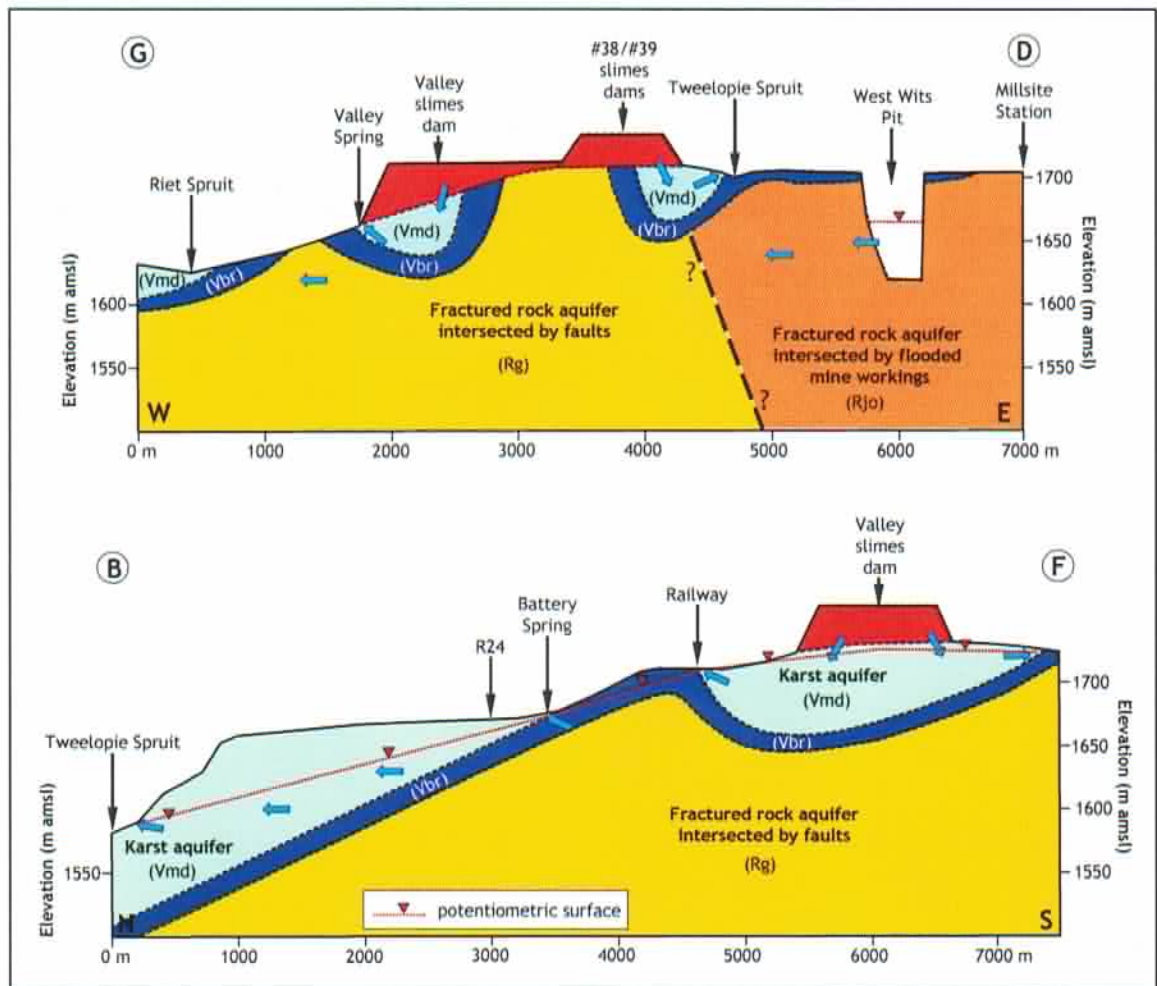 G
D
#38/#39
slimes
dams
Valley
slimes
dam
Tweelopie Spruit
West Wits
Pit
Millsite
Station
Valley
Spring
Riet Spruit
(Vmd)
(Vbr)
(Vmd)
(Vbr)
(Vmd)
(Vbr)
?
?
Fractured rock aquifer
intersected by faults
(Rg)
Fractured rock aquifer
intersected by flooded
mine workings
(Rjo)
W
E
Elevation (m amsl)
1600
1550
1700
1650
1600
1550
Elevation (m amsl)
0 m
1000
2000
3000
4000
5000
6000
7000 m
B
F
Valley
slimes
dam
Railway
Battery
Spring
R24
Tweelopie Spruit
Karst aquifer
(Vmd)
(Vbr)
Karst aquifer
(Vmd)
(Vbr)
Fractured rock aquifer
intersected by faults
(Rg)
potentiometric surface
N
S
Elevation (m amsl)
1550
1700
1650
1600
1550
Elevation (m amsl)
0 m
1000
2000
3000
4000
5000
6000
7000 m